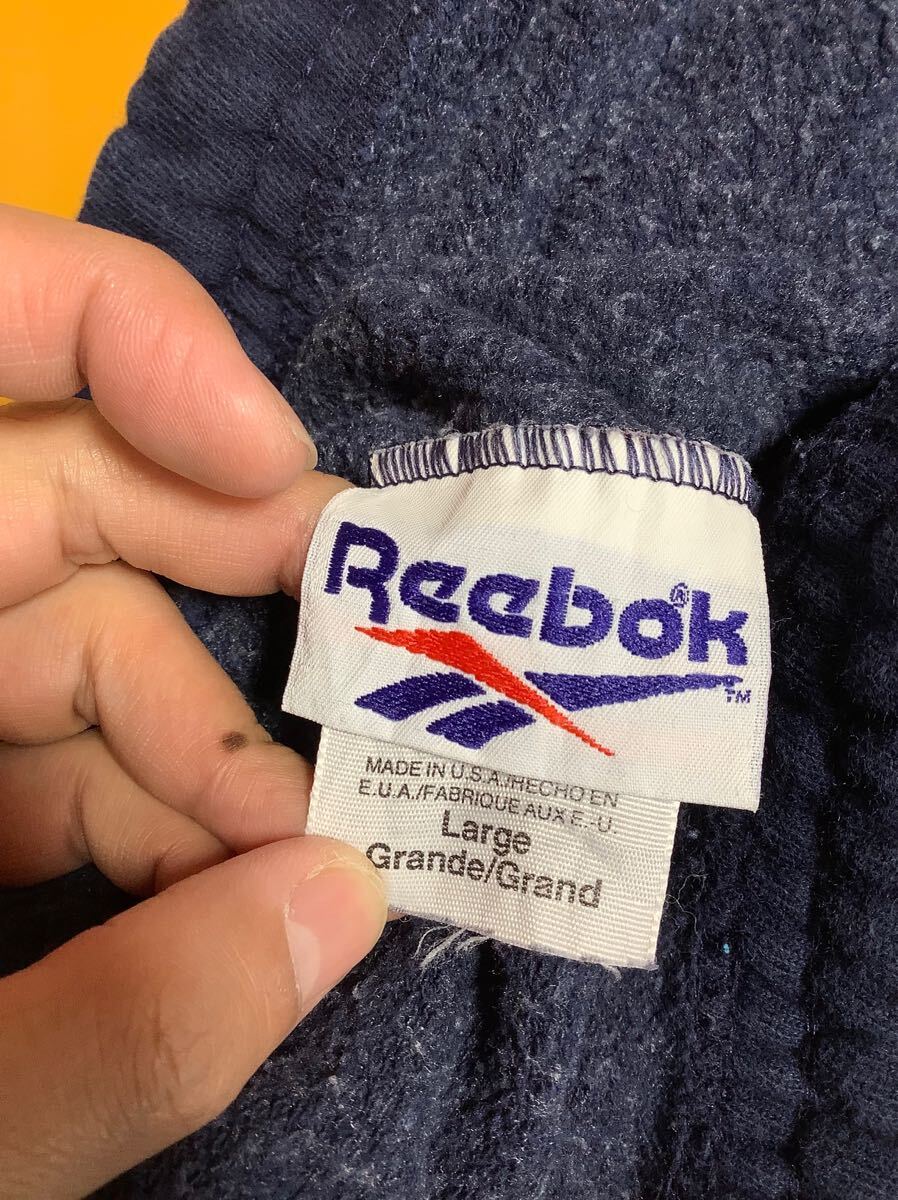 Reebok®
TM
MADE IN U.S.A./HECHO EN
E.U.A./FABRIQUE AUX E.-U.
Large
Grande/Grand